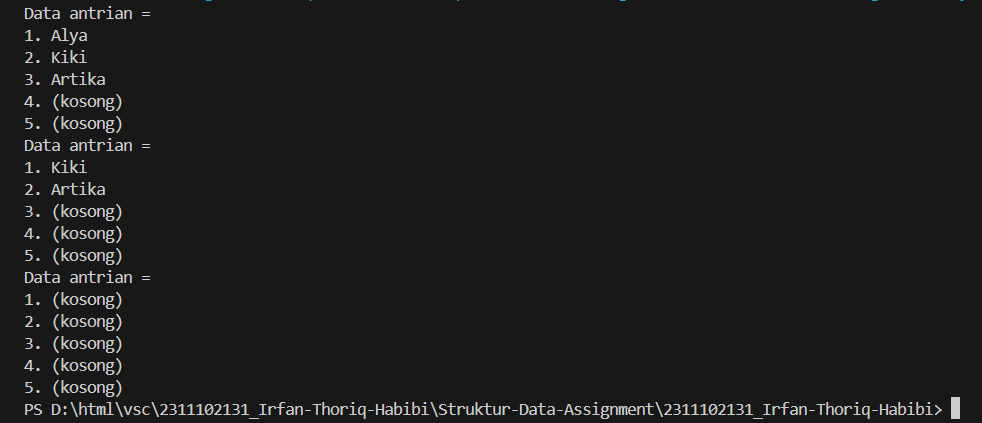 Data antrian =
1. Alya
2. Kiki
3. Artika
4. (kosong)
5. (kosong)
Data antrian =
1. Kiki
2. Artika
3. (kosong)
4. (kosong)
5. (kosong)
Data antrian =
1. (kosong)
2. (kosong)
3. (kosong)
4. (kosong)
5. (kosong)
PS D:\html\vsc\2311102131_Irfan-Thoriq-Habibi\Struktur-Data-Assignment\2311102131_Irfan-Thoriq-Habibi>